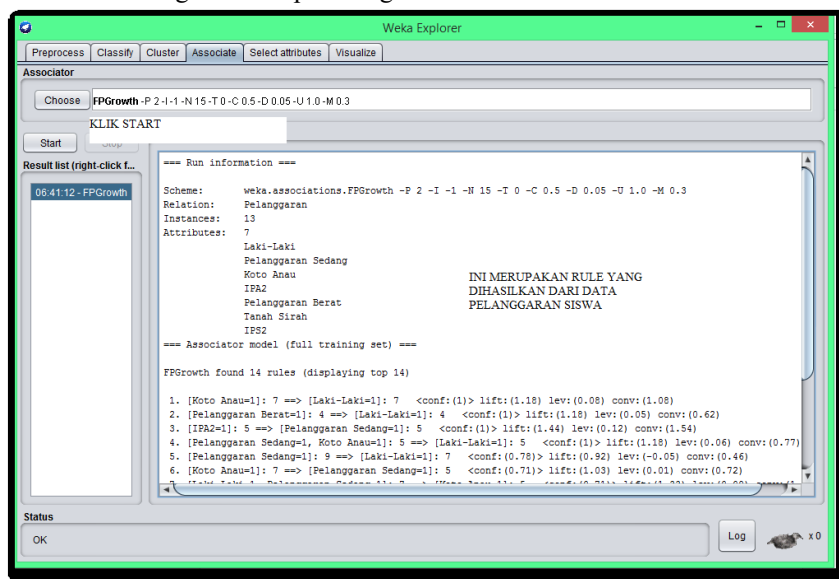 Weka Explorer
Preprocess Classify Cluster Associate Select attributes Visualize
Associator
Choose FPGrowth -P 2 -I -1 -N 15 -T 0 -C 0.5 -D 0.05 -U 1.0 -M 0.3
KLIK START
Start Stop
Result list (right-click f...
06:41:12 - FPGrowth
=== Run information ===
Scheme: weka.associations.FPGrowth -P 2 -I -1 -N 15 -T 0 -C 0.5 -D 0.05 -U 1.0 -M 0.3
Relation: Pelanggaran
Instances: 13
Attributes: 7
Laki-Laki
Pelanggaran Sedang
Koto Anau
IPA2
Pelanggaran Berat
Tanah Sirah
IPS2
INI MERUPAKAN RULE YANG
DIHASILKAN DARI DATA
PELANGGARAN SISWA
=== Associator model (full training set) ===
FPGrowth found 14 rules (displaying top 14)
1. [Koto Anau=1]: 7 ==> [Laki-Laki=1]: 7 <conf:(1)> lift:(1.18) lev:(0.08) conv:(1.08)
2. [Pelanggaran Berat=1]: 4 ==> [Laki-Laki=1]: 4 <conf:(1)> lift:(1.18) lev:(0.05) conv:(0.62)
3. [IPA2=1]: 5 ==> [Pelanggaran Sedang=1]: 5 <conf:(1)> lift:(1.44) lev:(0.12) conv:(1.54)
4. [Pelanggaran Sedang=1, Koto Anau=1]: 5 ==> [Laki-Laki=1]: 5 <conf:(1)> lift:(1.18) lev:(0.06) conv:(0.77)
5. [Pelanggaran Sedang=1]: 9 ==> [Laki-Laki=1]: 7 <conf:(0.78)> lift:(0.92) lev:(-0.05) conv:(0.46)
6. [Koto Anau=1]: 7 ==> [Pelanggaran Sedang=1]: 5 <conf:(0.71)> lift:(1.03) lev:(0.01) conv:(0.72)
Status
OK
Log
x 0